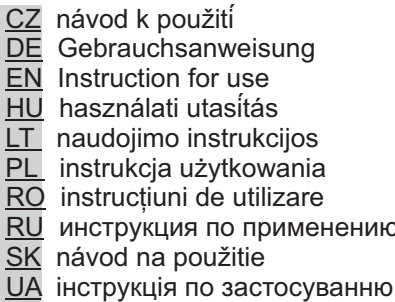 CZ návod k použití
DE Gebrauchsanweisung
EN Instruction for use
HU használati utasítás
LT naudojimo instrukcijos
PL instrukcja użytkowania
RO instrucțiuni de utilizare
RU инструкция по применению
SK návod na použitie
UA інструкція по застосуванню